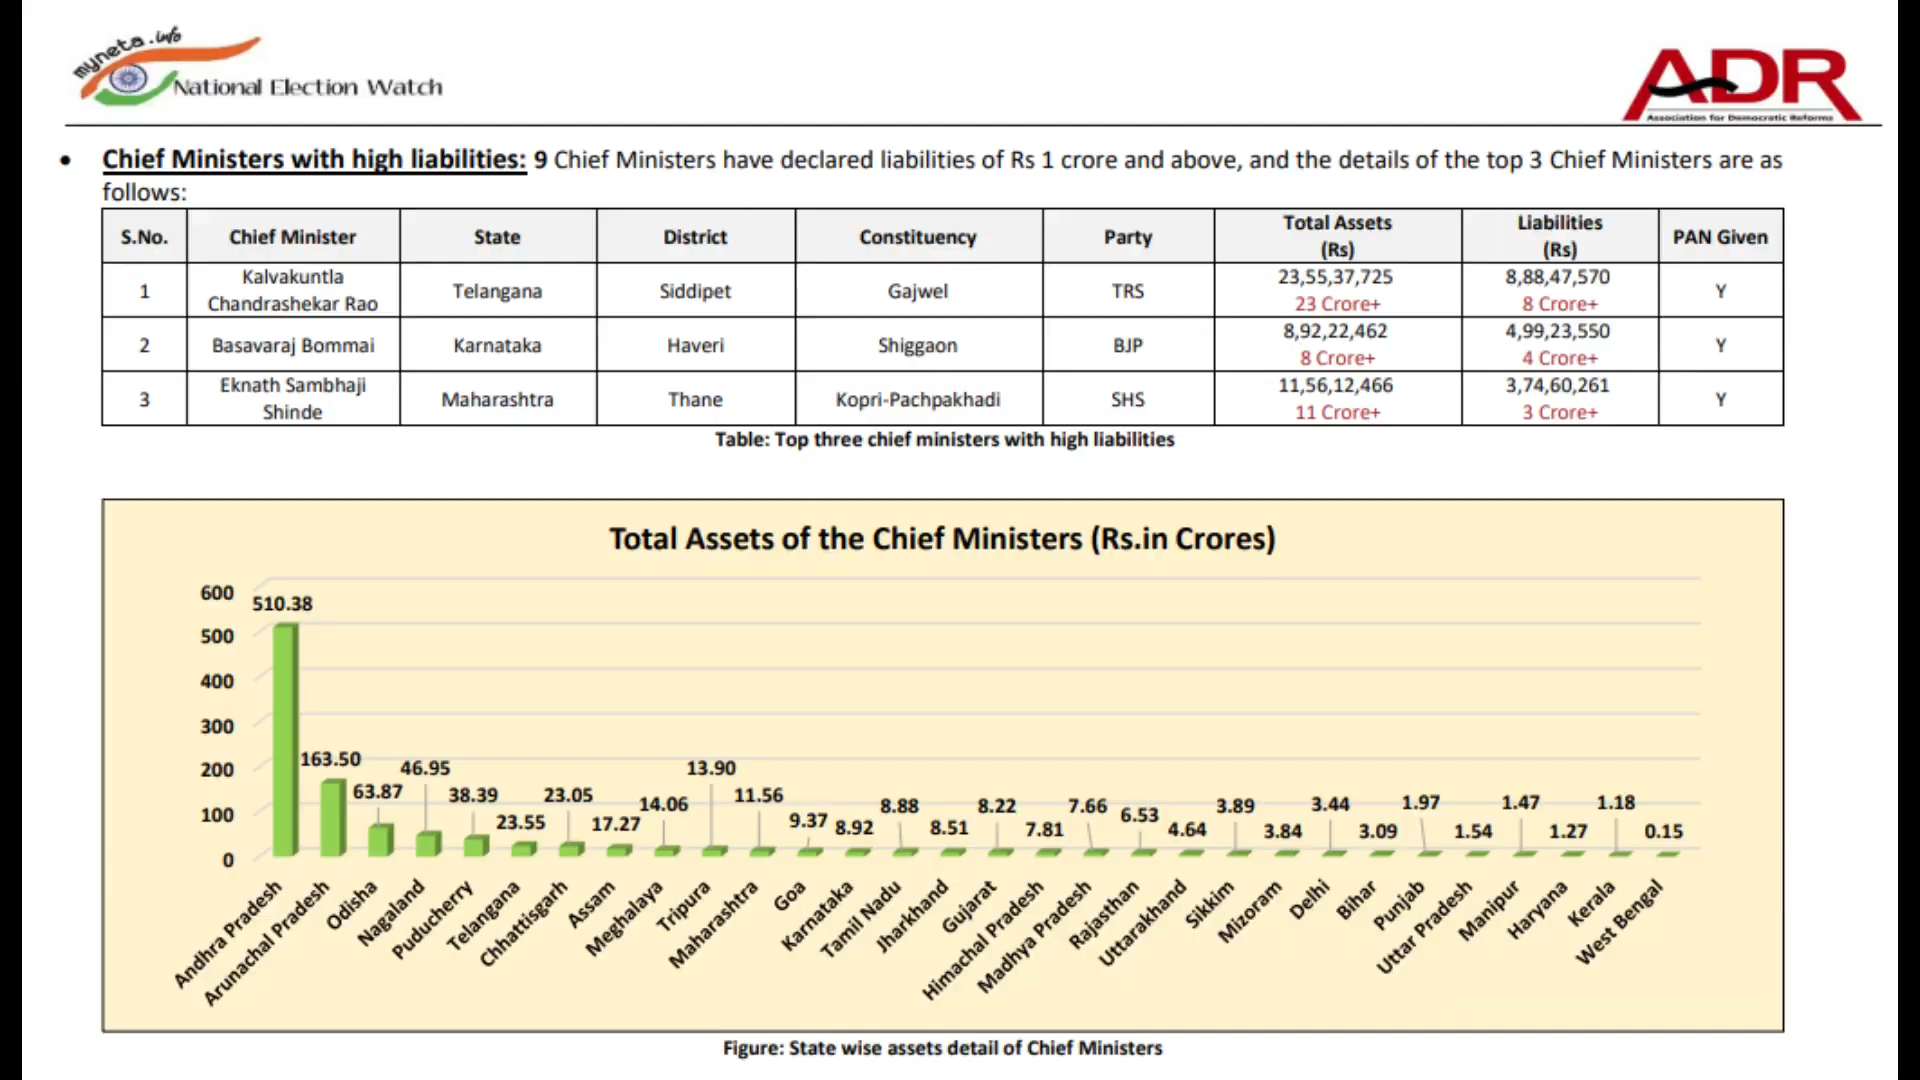 myneta.info
National Election Watch
ADR
Association for Democratic Reforms
• Chief Ministers with high liabilities: 9 Chief Ministers have declared liabilities of Rs 1 crore and above, and the details of the top 3 Chief Ministers are as
follows:
S.No. Chief Minister State District Constituency Party Total Assets (Rs) Liabilities (Rs) PAN Given
1 Kalvakuntla Chandrashekar Rao Telangana Siddipet Gajwel TRS 23,55,37,725 23 Crore+ 8,88,47,570 8 Crore+ Y
2 Basavaraj Bommai Karnataka Haveri Shiggaon BJP 8,92,22,462 8 Crore+ 4,99,23,550 4 Crore+ Y
3 Eknath Sambhaji Shinde Maharashtra Thane Kopri-Pachpakhadi SHS 11,56,12,466 11 Crore+ 3,74,60,261 3 Crore+ Y
Table: Top three chief ministers with high liabilities
Total Assets of the Chief Ministers (Rs.in Crores)
600
500
400
300
200
100
0
510.38
163.50
63.87
46.95
38.39
23.55
23.05
17.27
14.06
13.90
11.56
9.37
8.92
8.88
8.51
8.22
7.81
7.66
6.53
4.64
3.89
3.84
3.44
3.09
1.97
1.54
1.47
1.27
1.18
0.15
Andhra Pradesh
Arunachal Pradesh
Odisha
Nagaland
Puducherry
Telangana
Chhattisgarh
Assam
Meghalaya
Tripura
Maharashtra
Goa
Karnataka
Tamil Nadu
Jharkhand
Gujarat
Himachal Pradesh
Madhya Pradesh
Rajasthan
Uttarakhand
Sikkim
Mizoram
Delhi
Bihar
Punjab
Uttar Pradesh
Manipur
Haryana
Kerala
West Bengal
Figure: State wise assets detail of Chief Ministers